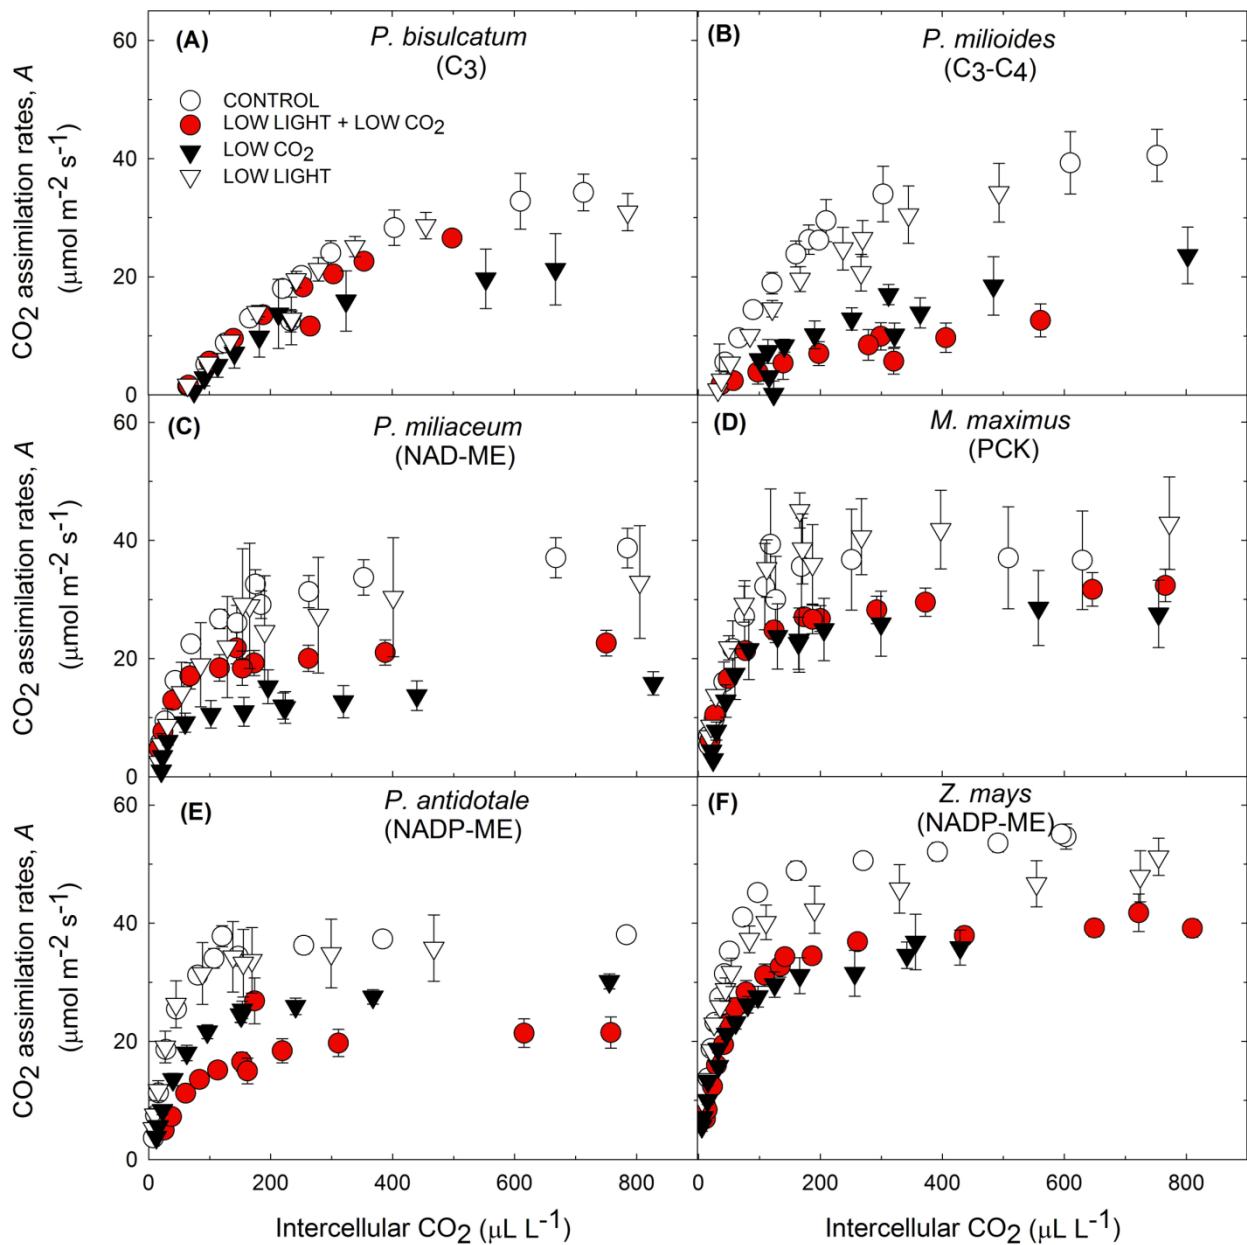 (A)
P. bisulcatum
(C3)
CONTROL
LOW LIGHT + LOW CO2
LOW CO2
LOW LIGHT
(B)
P. milioides
(C3-C4)
60
40
20
0
CO2 assimilation rates, A
(μmol m-2 s-1)
(C)
P. miliaceum
(NAD-ME)
(D)
M. maximus
(PCK)
60
40
20
0
CO2 assimilation rates, A
(μmol m-2 s-1)
(E)
P. antidotale
(NADP-ME)
(F)
Z. mays
(NADP-ME)
60
40
20
0
CO2 assimilation rates, A
(μmol m-2 s-1)
0 200 400 600 800
0 200 400 600 800
Intercellular CO2 (μL L-1)
Intercellular CO2 (μL L-1)